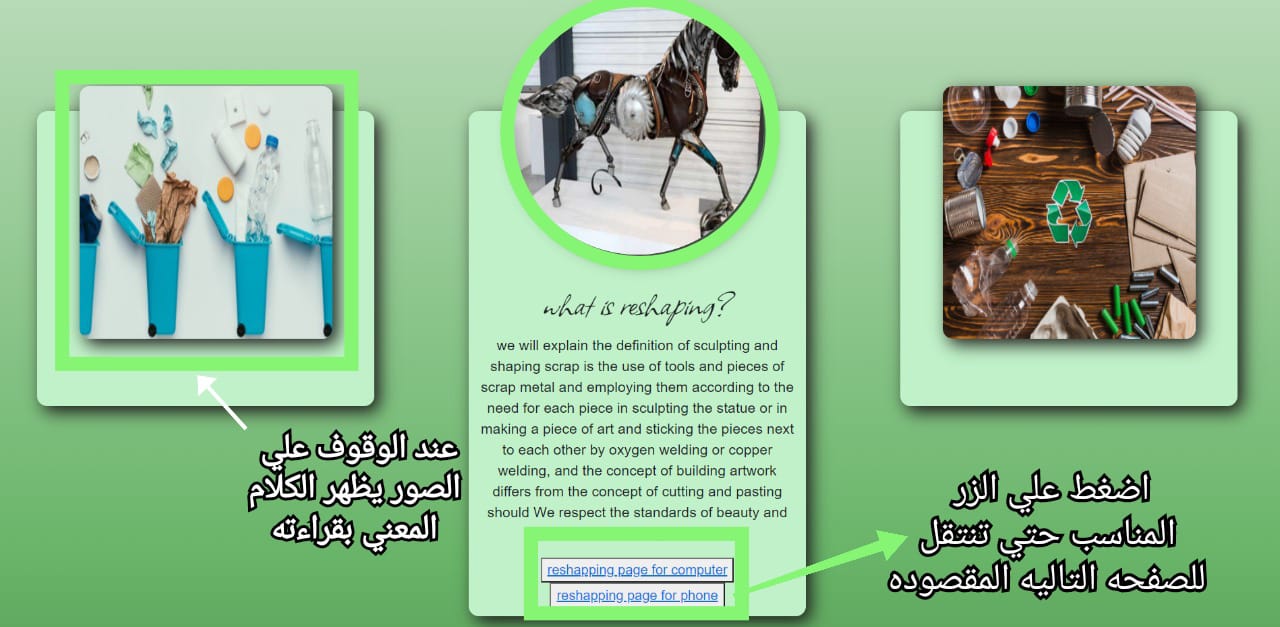 what is reshaping?
we will explain the definition of sculpting and
shaping scrap is the use of tools and pieces of
scrap metal and employing them according to the
need for each piece in sculpting the statue or in
making a piece of art and sticking the pieces next
to each other by oxygen welding or copper
welding, and the concept of building artwork
differs from the concept of cutting and pasting
should We respect the standards of beauty and
reshapping page for computer
reshapping page for phone
عند الوقوف علي
الصور يظهر الكلام
المعني بقراءته
اضغط علي الزر
المناسب حتي تنتقل
للصفحه التاليه المقصوده